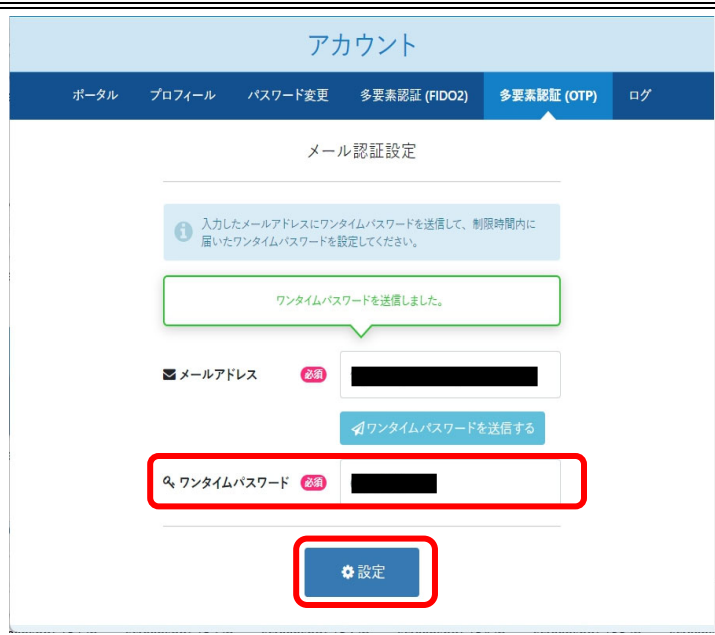 アカウント
ポータル プロフィール パスワード変更 多要素認証 (FIDO2) 多要素認証 (OTP) ログ
メール認証設定
入力したメールアドレスにワンタイムパスワードを送信して、制限時間内に
届いたワンタイムパスワードを設定してください。
ワンタイムパスワードを送信しました。
メールアドレス 必須
ワンタイムパスワードを送信する
ワンタイムパスワード 必須
設定